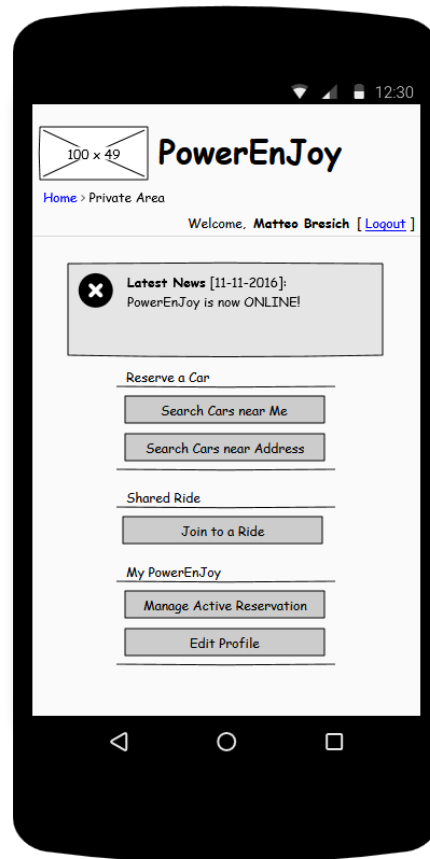 12:30
100 x 49
PowerEnJoy
Home > Private Area
Welcome, Matteo Bresich [ Logout ]
Latest News [11-11-2016]:
PowerEnJoy is now ONLINE!
Reserve a Car
Search Cars near Me
Search Cars near Address
Shared Ride
Join to a Ride
My PowerEnJoy
Manage Active Reservation
Edit Profile